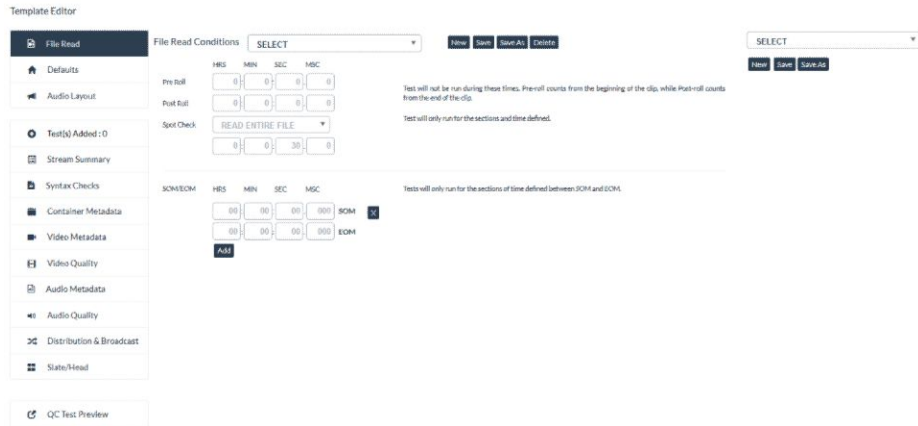 Template Editor
File Read
Defaults
Audio Layout
Test(s) Added : 0
Stream Summary
Syntax Checks
Container Metadata
Video Metadata
Video Quality
Audio Metadata
Audio Quality
Distribution & Broadcast
Slate/Head
QC Test Preview
File Read Conditions SELECT New Save Save As Delete
HRS MIN SEC MSC
Pre Roll 0 : 0 : 0 . 0
Post Roll 0 : 0 : 0 . 0
Test will not be run during these times. Pre-roll counts from the beginning of the clip, while Post-roll counts
from the end of the clip.
Spot Check READ ENTIRE FILE
0 : 0 : 30 . 0
Test will only run for the sections and time defined.
SOM/EOM HRS MIN SEC MSC
00 : 00 : 00 . 000 SOM X
00 : 00 : 00 . 000 EOM
Add
Tests will only run for the sections of time defined between SOM and EOM.
SELECT
New Save Save As